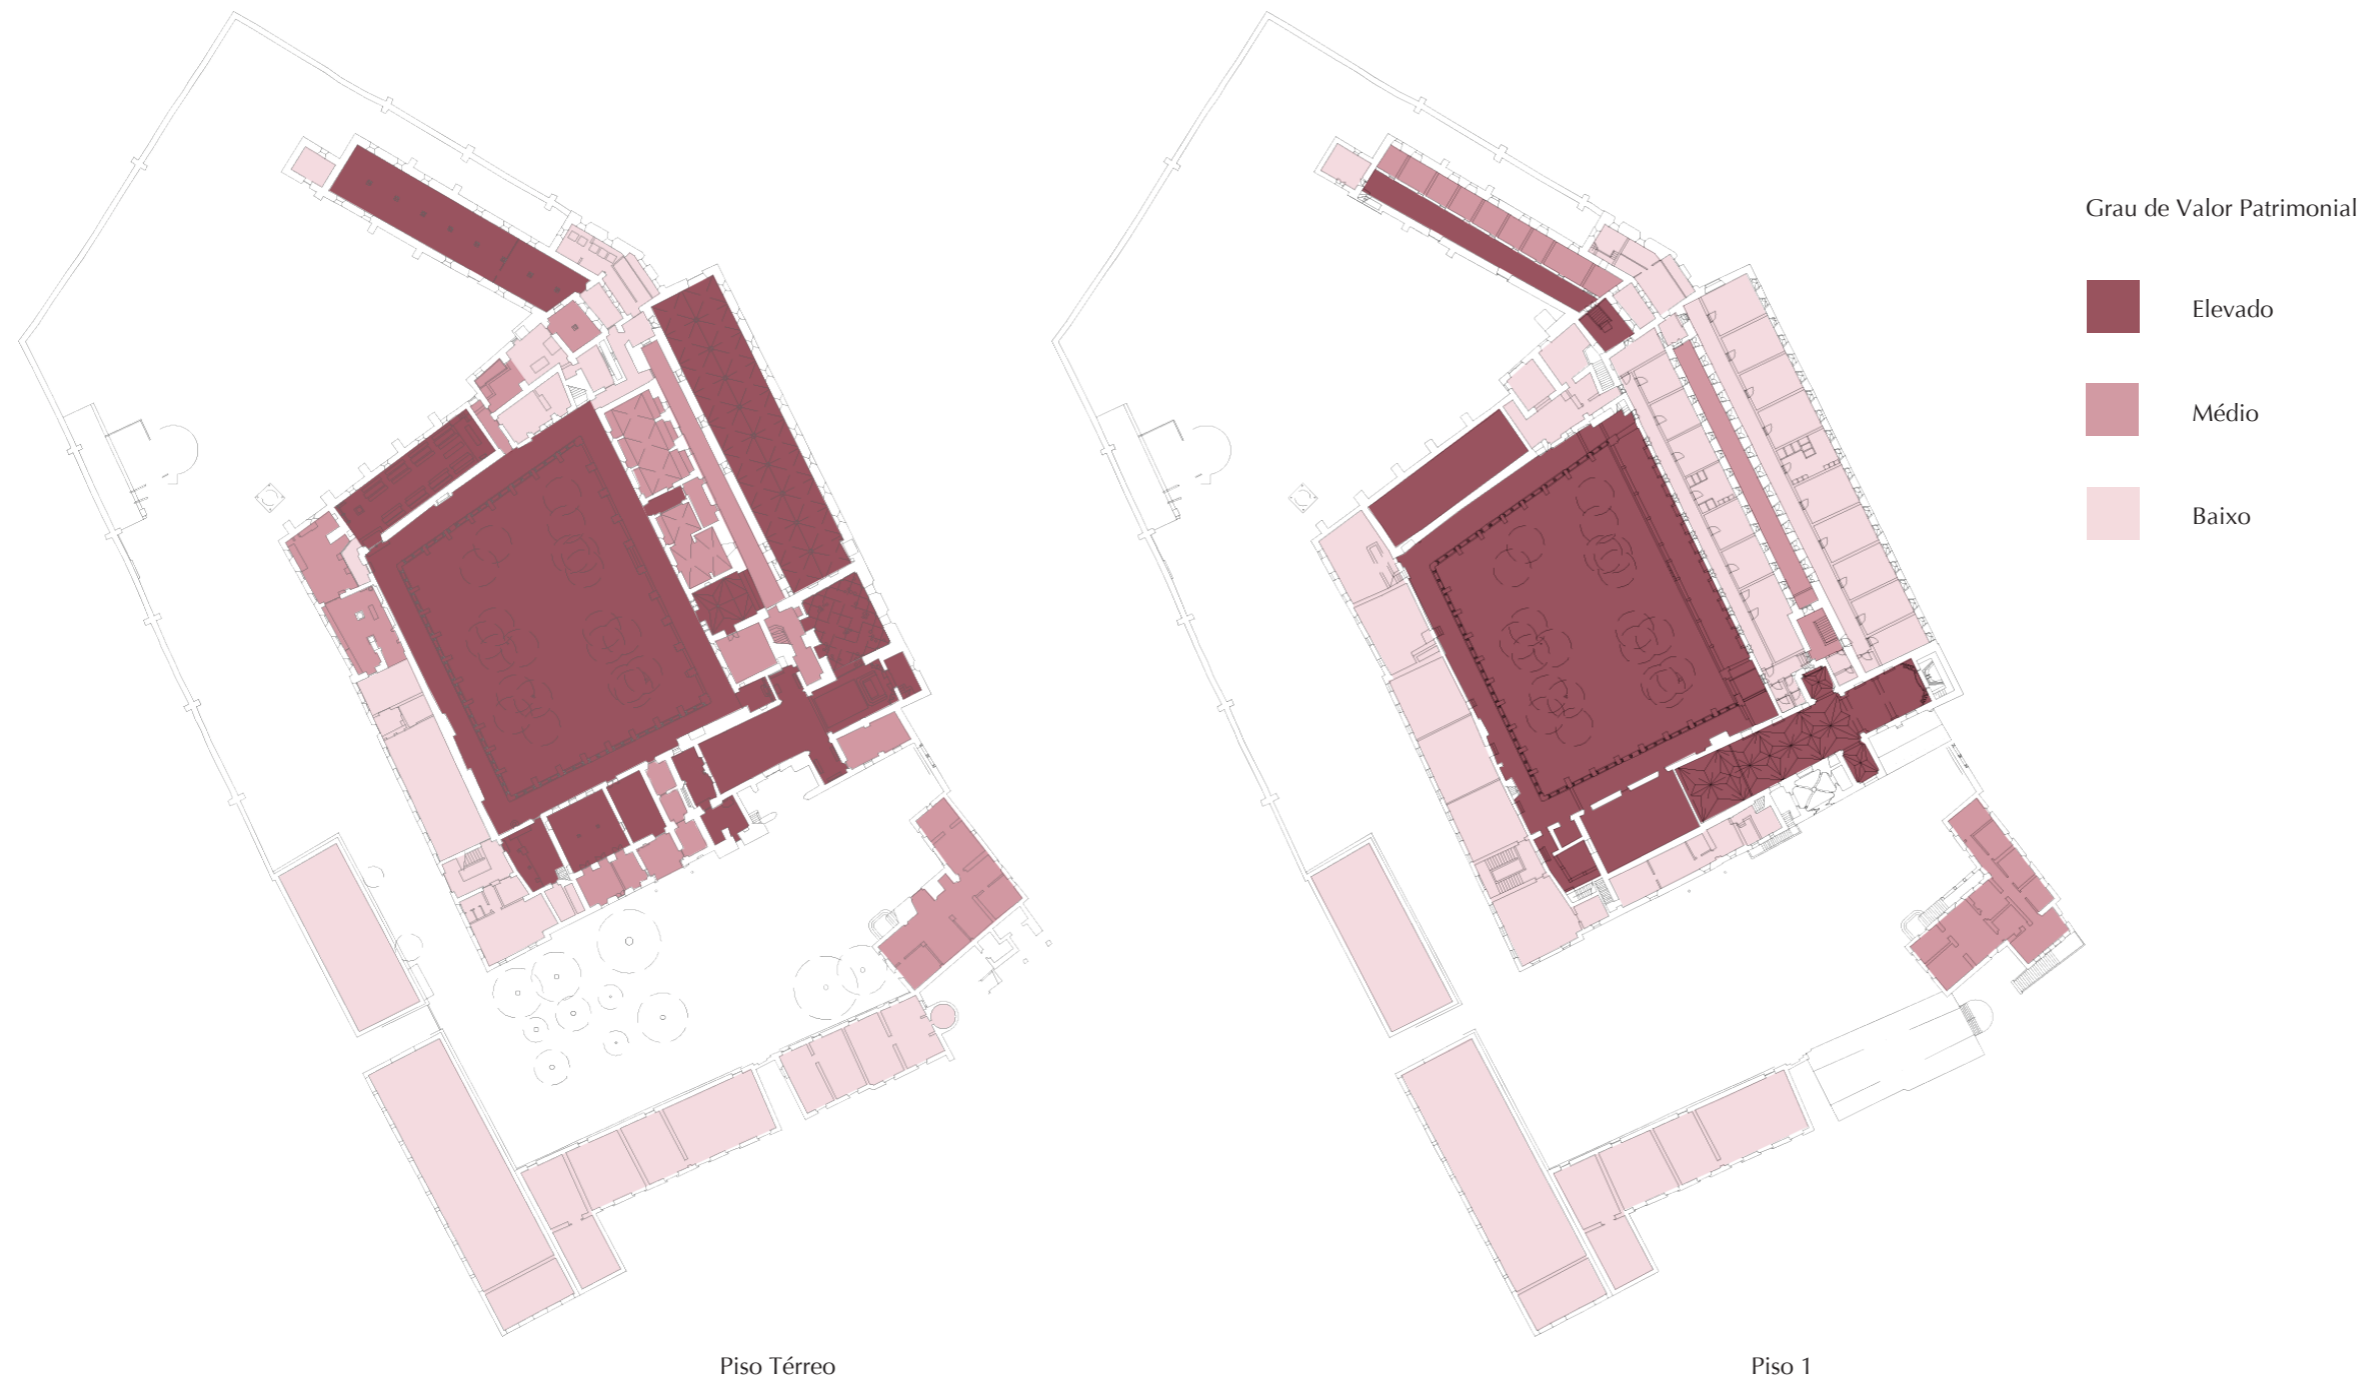 Grau de Valor Patrimonial
Elevado
Médio
Baixo
Piso Térreo
Piso 1